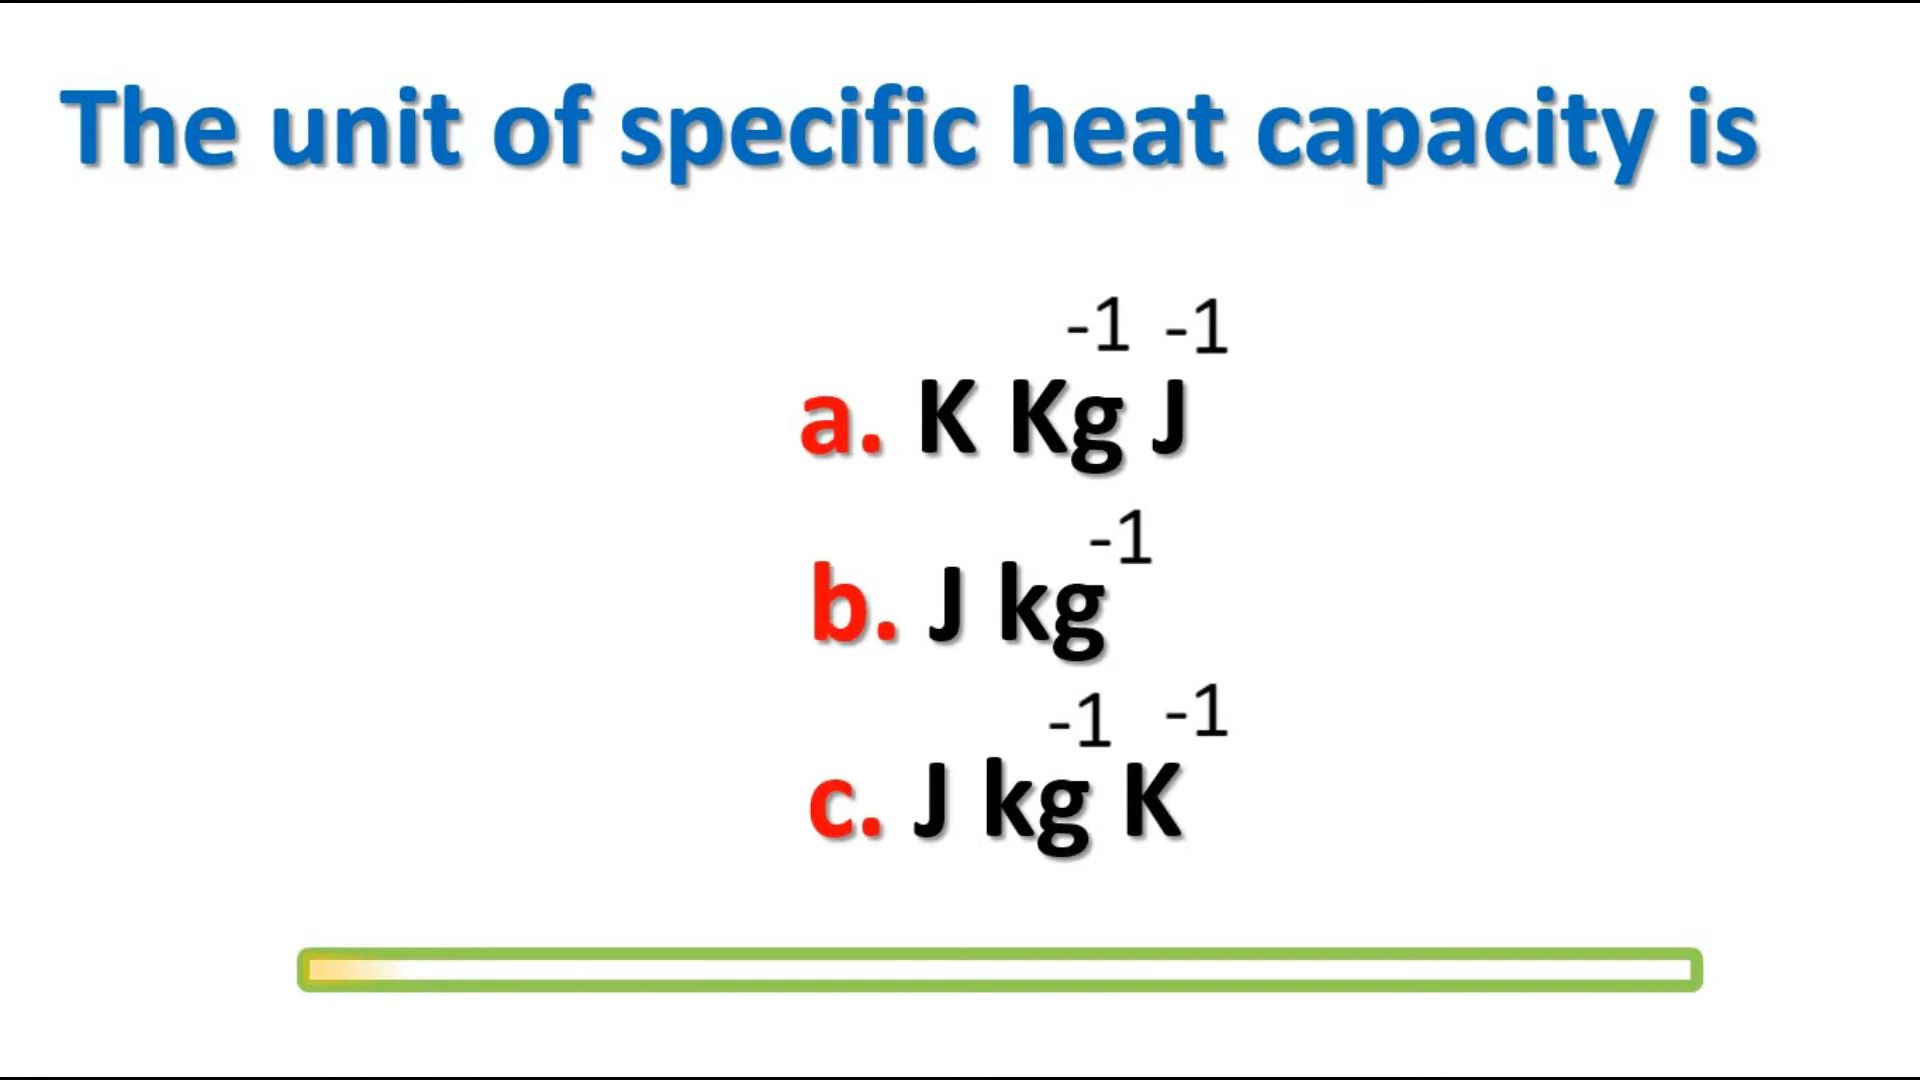 The unit of specific heat capacity is
-1 -1
a. K Kg J
-1
b. J kg
-1 -1
c. J kg K